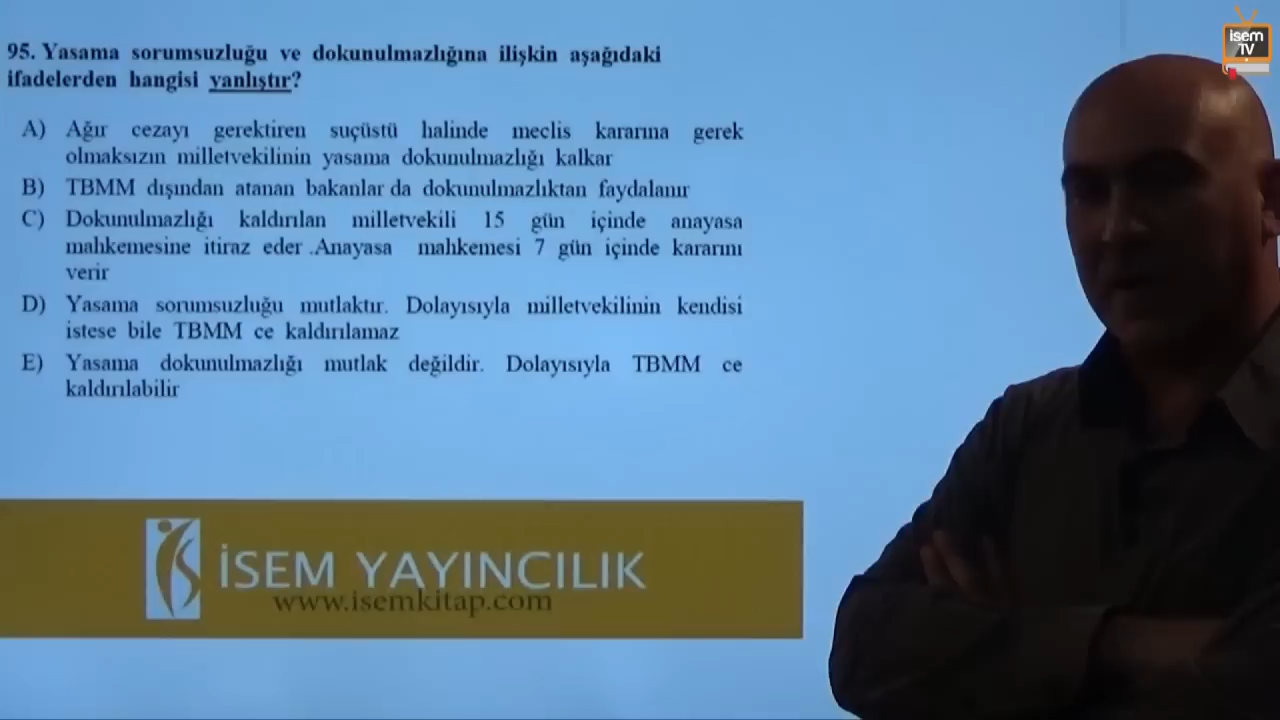 isem
TV
95. Yasama sorumsuzluğu ve dokunulmazlığına ilişkin aşağıdaki
ifadelerden hangisi yanlıştır?
A) Ağır cezayı gerektiren suçüstü halinde meclis kararına gerek
olmaksızın milletvekilinin yasama dokunulmazlığı kalkar
B) TBMM dışından atanan bakanlar da dokunulmazlıktan faydalanır
C) Dokunulmazlığı kaldırılan milletvekili 15 gün içinde anayasa
mahkemesine itiraz eder .Anayasa mahkemesi 7 gün içinde kararını
verir
D) Yasama sorumsuzluğu mutlaktır. Dolayısıyla milletvekilinin kendisi
istese bile TBMM ce kaldırılamaz
E) Yasama dokunulmazlığı mutlak değildir. Dolayısıyla TBMM ce
kaldırılabilir
İSEM YAYINCILIK
www.isemkitap.com